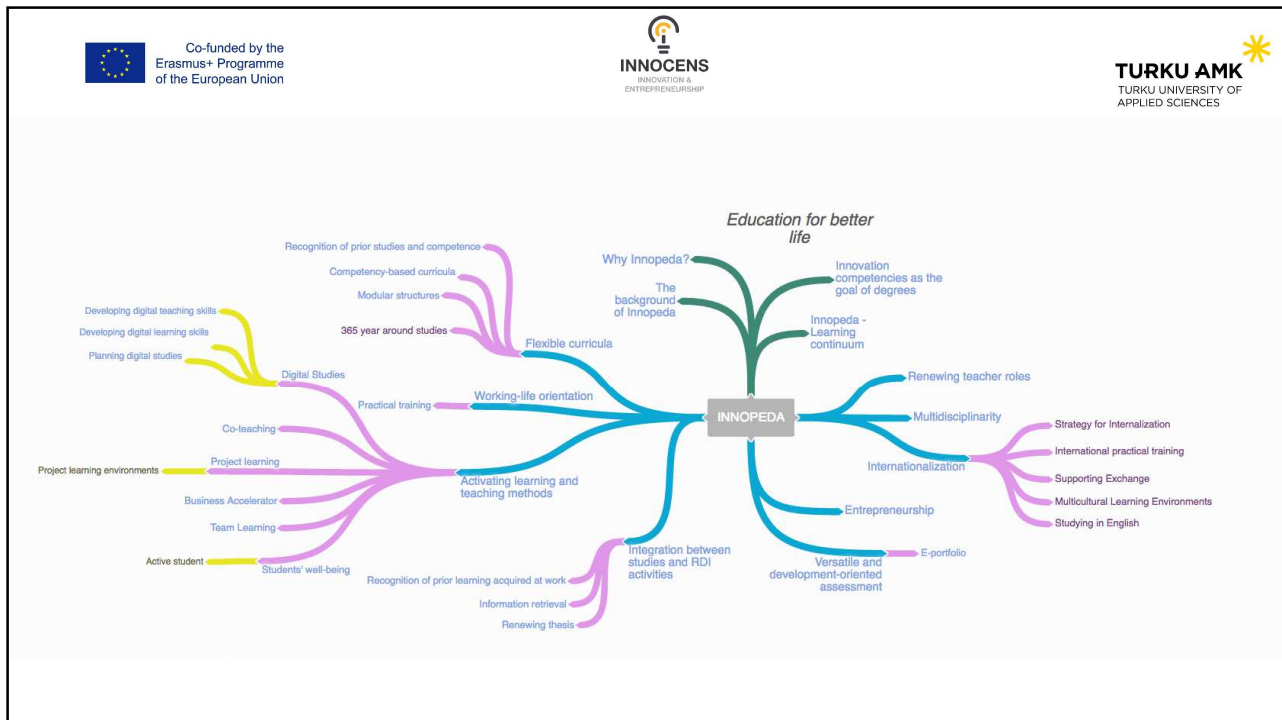 Co-funded by the
Erasmus+ Programme
of the European Union
INNOCENS
INNOVATION &
ENTREPRENEURSHIP
TURKU AMK
TURKU UNIVERSITY OF
APPLIED SCIENCES
Education for better
life
Why Innopeda?
The
background
of Innopeda
Innovation
competencies as the
goal of degrees
Innopeda -
Learning
continuum
Recognition of prior studies and competence
Competency-based curricula
Modular structures
365 year around studies
Flexible curricula
Developing digital teaching skills
Developing digital learning skills
Planning digital studies
Digital Studies
Working-life orientation
Practical training
Co-teaching
Project learning
Project learning environments
Business Accelerator
Team Learning
Active student
Students' well-being
Activating learning and
teaching methods
INNOPEDA
Renewing teacher roles
Multidisciplinarity
Internationalization
Strategy for Internalization
International practical training
Supporting Exchange
Multicultural Learning Environments
Studying in English
Entrepreneurship
Versatile and
development-oriented
assessment
E-portfolio
Integration between
studies and RDI
activities
Recognition of prior learning acquired at work
Information retrieval
Renewing thesis